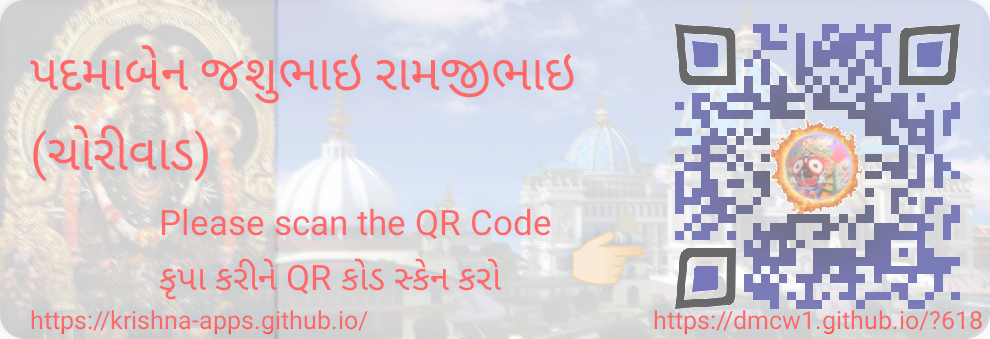 પદમાબેન જશુભાઇ રામજીભાઇ
(ચોરીવાડ)
Please scan the QR Code
કૃપા કરીને QR કોડ સ્કેન કરો
https://krishna-apps.github.io/
https://dmcw1.github.io/?618